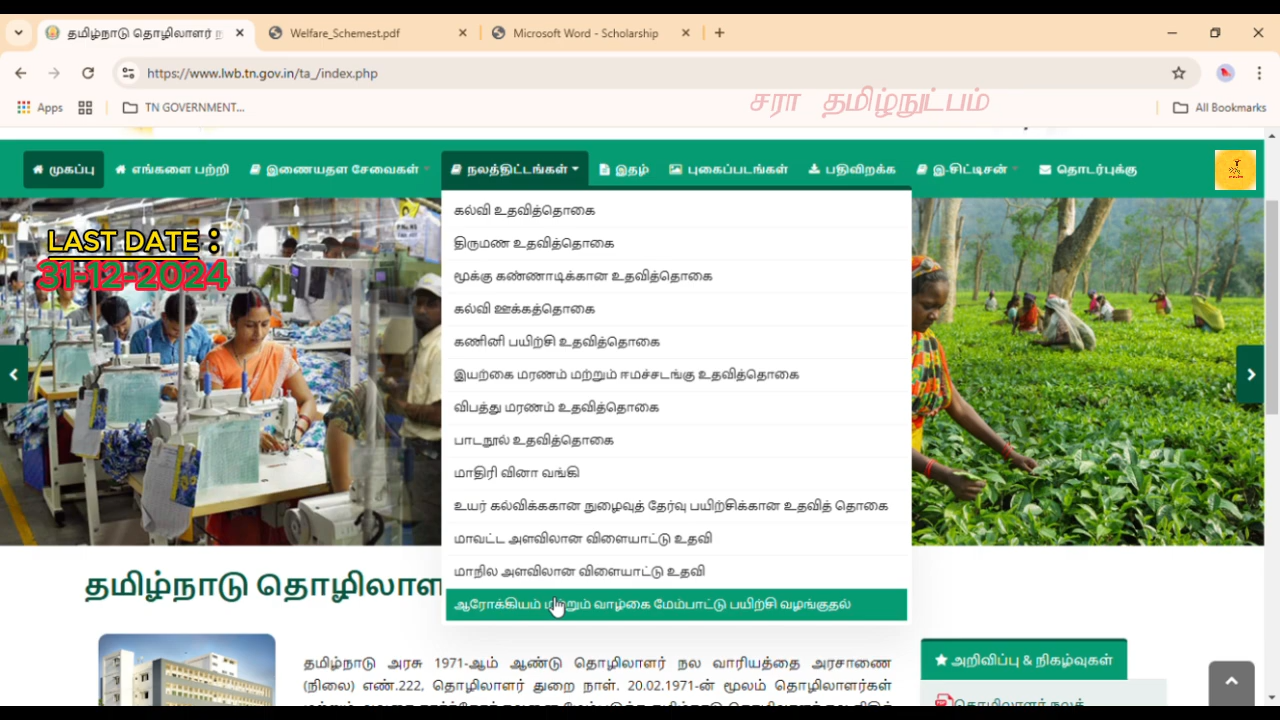 தமிழ்நாடு தொழிலாளர் ந
Welfare_Schemest.pdf
Microsoft Word - Scholarship
https://www.lwb.tn.gov.in/ta_/index.php
Apps
TN GOVERNMENT...
All Bookmarks
சரா தமிழ்நுட்பம்
முகப்பு
எங்களை பற்றி
இணையதள சேவைகள்
நலத்திட்டங்கள்
இதழ்
புகைப்படங்கள்
பதிவிறக்க
இ-சிட்டிசன்
தொடர்புக்கு
LAST DATE :
31-12-2024
கல்வி உதவித்தொகை
திருமண உதவித்தொகை
மூக்கு கண்ணாடிக்கான உதவித்தொகை
கல்வி ஊக்கத்தொகை
கணினி பயிற்சி உதவித்தொகை
இயற்கை மரணம் மற்றும் ஈமச்சடங்கு உதவித்தொகை
விபத்து மரணம் உதவித்தொகை
பாடநூல் உதவித்தொகை
மாதிரி வினா வங்கி
உயர் கல்விக்ககான நுழைவுத் தேர்வு பயிற்சிக்கான உதவித் தொகை
மாவட்ட அளவிலான விளையாட்டு உதவி
மாநில அளவிலான விளையாட்டு உதவி
ஆரோக்கியம் மற்றும் வாழ்கை மேம்பாட்டு பயிற்சி வழங்குதல்
தமிழ்நாடு தொழிலா
தமிழ்நாடு அரசு 1971-ஆம் ஆண்டு தொழிலாளர் நல வாரியத்தை அரசாணை
(நிலை) எண்.222, தொழிலாளர் துறை நாள். 20.02.1971-ன் மூலம் தொழிலாளர்கள்
அறிவிப்பு & நிகழ்வுகள்
தொழிலாளர் நலத்